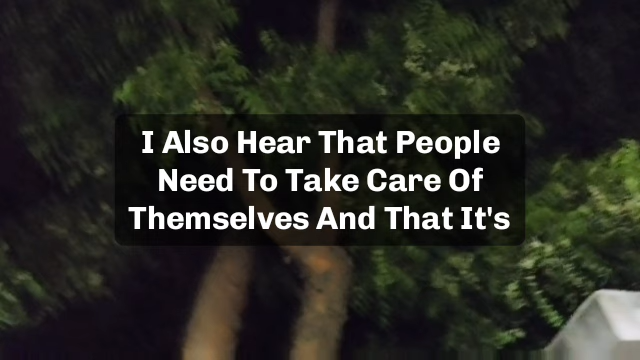 I Also Hear That People
Need To Take Care Of
Themselves And That It's